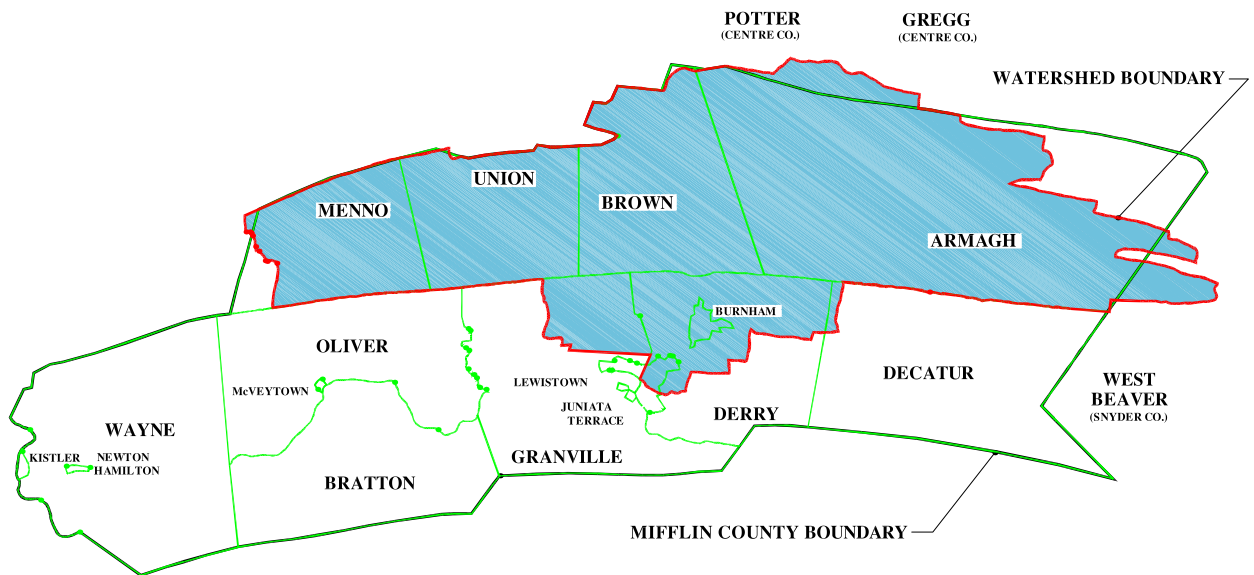 POTTER
(CENTRE CO.)
GREGG
(CENTRE CO.)
WATERSHED BOUNDARY
UNION
MENNO
BROWN
ARMAGH
BURNHAM
OLIVER
LEWISTOWN
McVEYTOWN
DECATUR
WEST
BEAVER
(SNYDER CO.)
JUNIATA
TERRACE
DERRY
WAYNE
KISTLER
NEWTON
HAMILTON
GRANVILLE
BRATTON
MIFFLIN COUNTY BOUNDARY